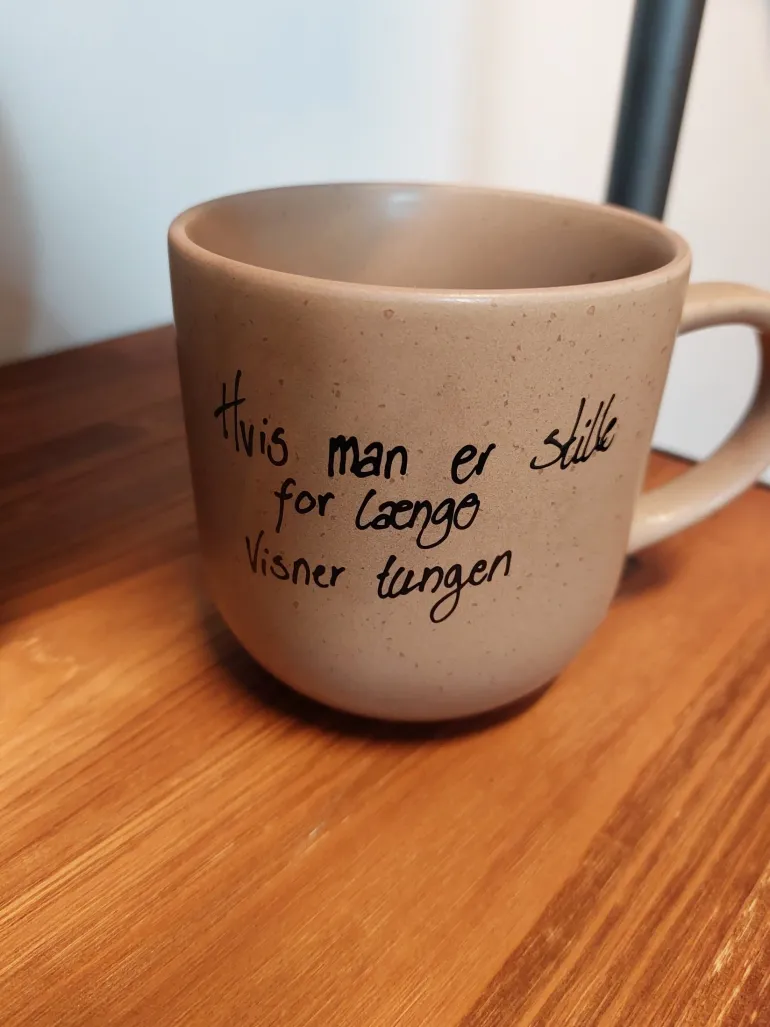 Hvis man er stille
for længe
Visner tungen